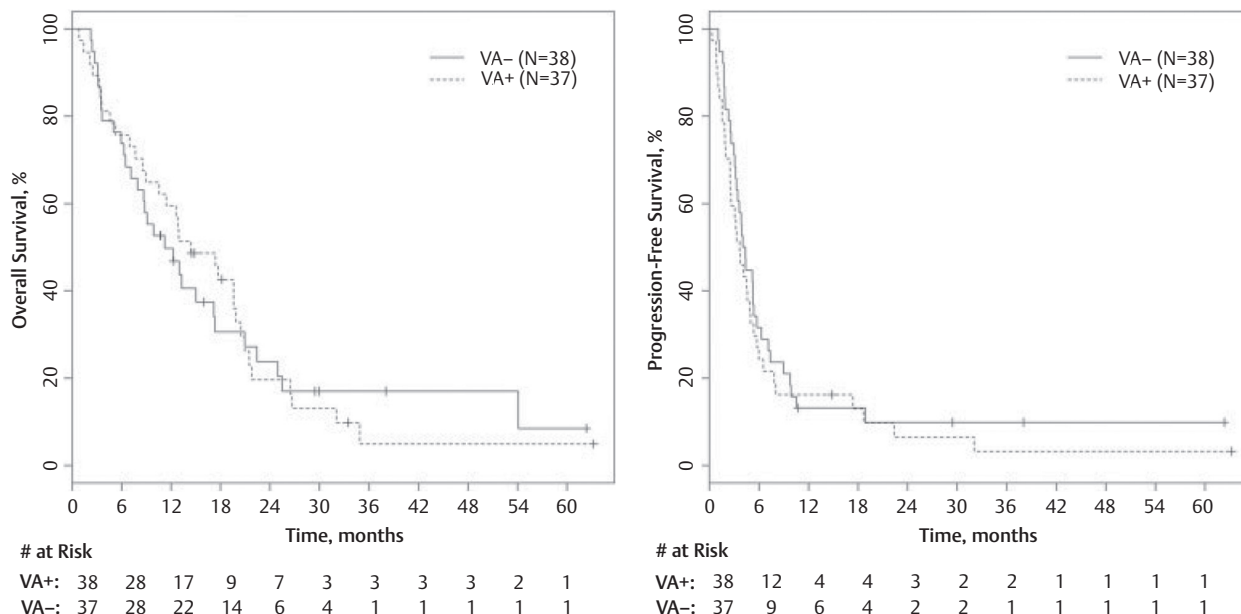 100
80
60
40
20
0
Overall Survival, %
VA– (N=38)
VA+ (N=37)
0 6 12 18 24 30 36 42 48 54 60
Time, months
# at Risk
VA+: 38 28 17 9 7 3 3 3 3 2 1
VA–: 37 28 22 14 6 4 1 1 1 1 1
100
80
60
40
20
0
Progression-Free Survival, %
VA– (N=38)
VA+ (N=37)
0 6 12 18 24 30 36 42 48 54 60
Time, months
# at Risk
VA+: 38 12 4 4 3 2 2 1 1 1 1
VA–: 37 9 6 4 2 2 1 1 1 1 1